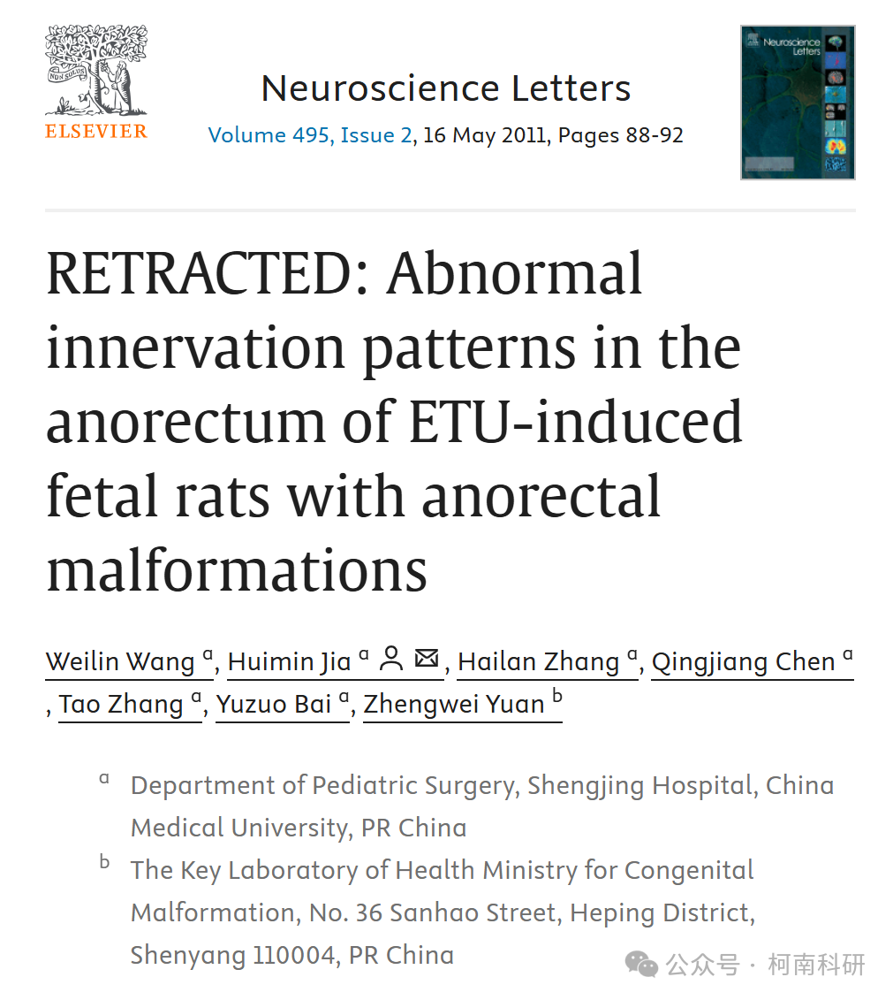 NON SOLUS
ELSEVIER
Neuroscience Letters
Volume 495, Issue 2, 16 May 2011, Pages 88-92
Neuroscience
Letters
RETRACTED: Abnormal
innervation patterns in the
anorectum of ETU-induced
fetal rats with anorectal
malformations
Weilin Wang a, Huimin Jia a , Hailan Zhang a, Qingjiang Chen a
, Tao Zhang a, Yuzuo Bai a, Zhengwei Yuan b
a Department of Pediatric Surgery, Shengjing Hospital, China
Medical University, PR China
b The Key Laboratory of Health Ministry for Congenital
Malformation, No. 36 Sanhao Street, Heping District,
Shenyang 110004, PR China
公众号 · 柯南科研